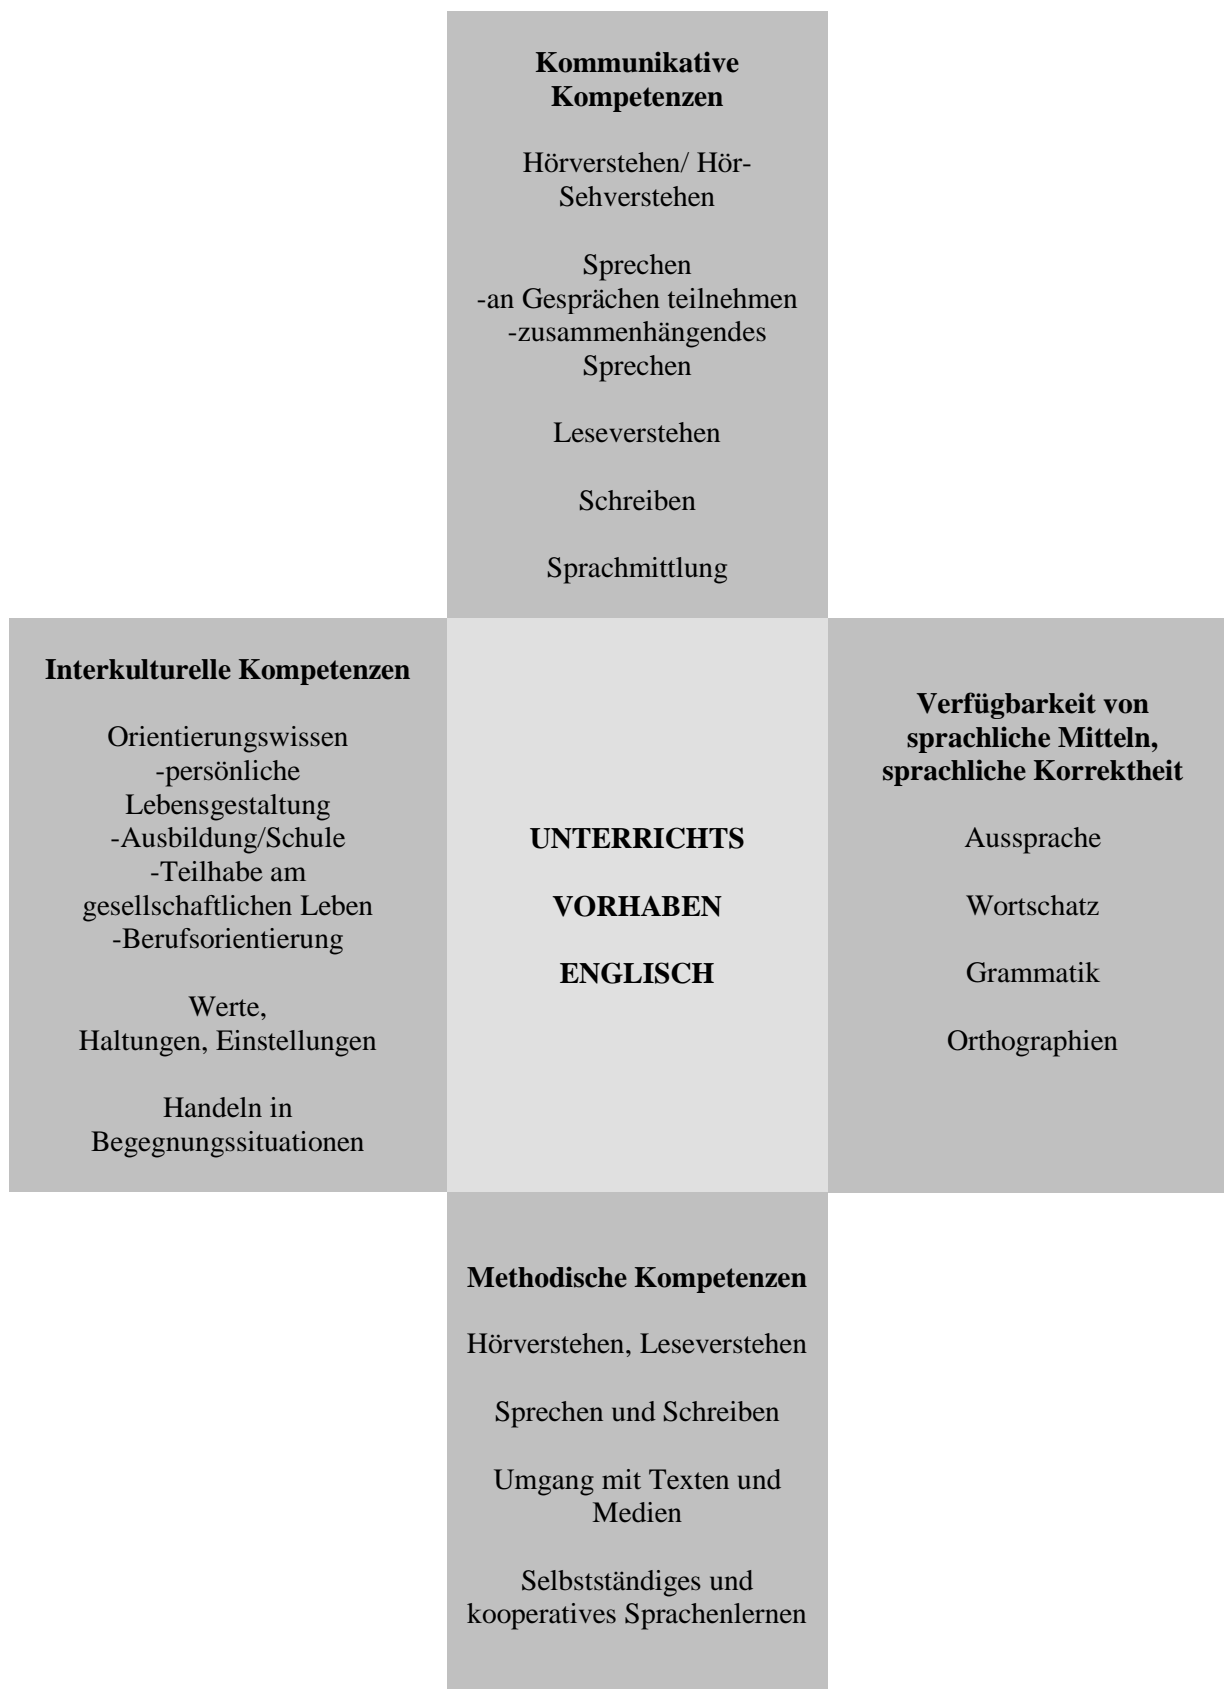 Kommunikative
Kompetenzen
Hörverstehen/ Hör-
Sehverstehen
Sprechen
-an Gesprächen teilnehmen
-zusammenhängendes
Sprechen
Leseverstehen
Schreiben
Sprachmittlung
Interkulturelle Kompetenzen
Orientierungswissen
-persönliche
Lebensgestaltung
-Ausbildung/Schule
-Teilhabe am
gesellschaftlichen Leben
-Berufsorientierung
Werte,
Haltungen, Einstellungen
Handeln in
Begegnungssituationen
UNTERRICHTS
VORHABEN
ENGLISCH
Verfügbarkeit von
sprachliche Mitteln,
sprachliche Korrektheit
Aussprache
Wortschatz
Grammatik
Orthographien
Methodische Kompetenzen
Hörverstehen, Leseverstehen
Sprechen und Schreiben
Umgang mit Texten und
Medien
Selbstständiges und
kooperatives Sprachenlernen